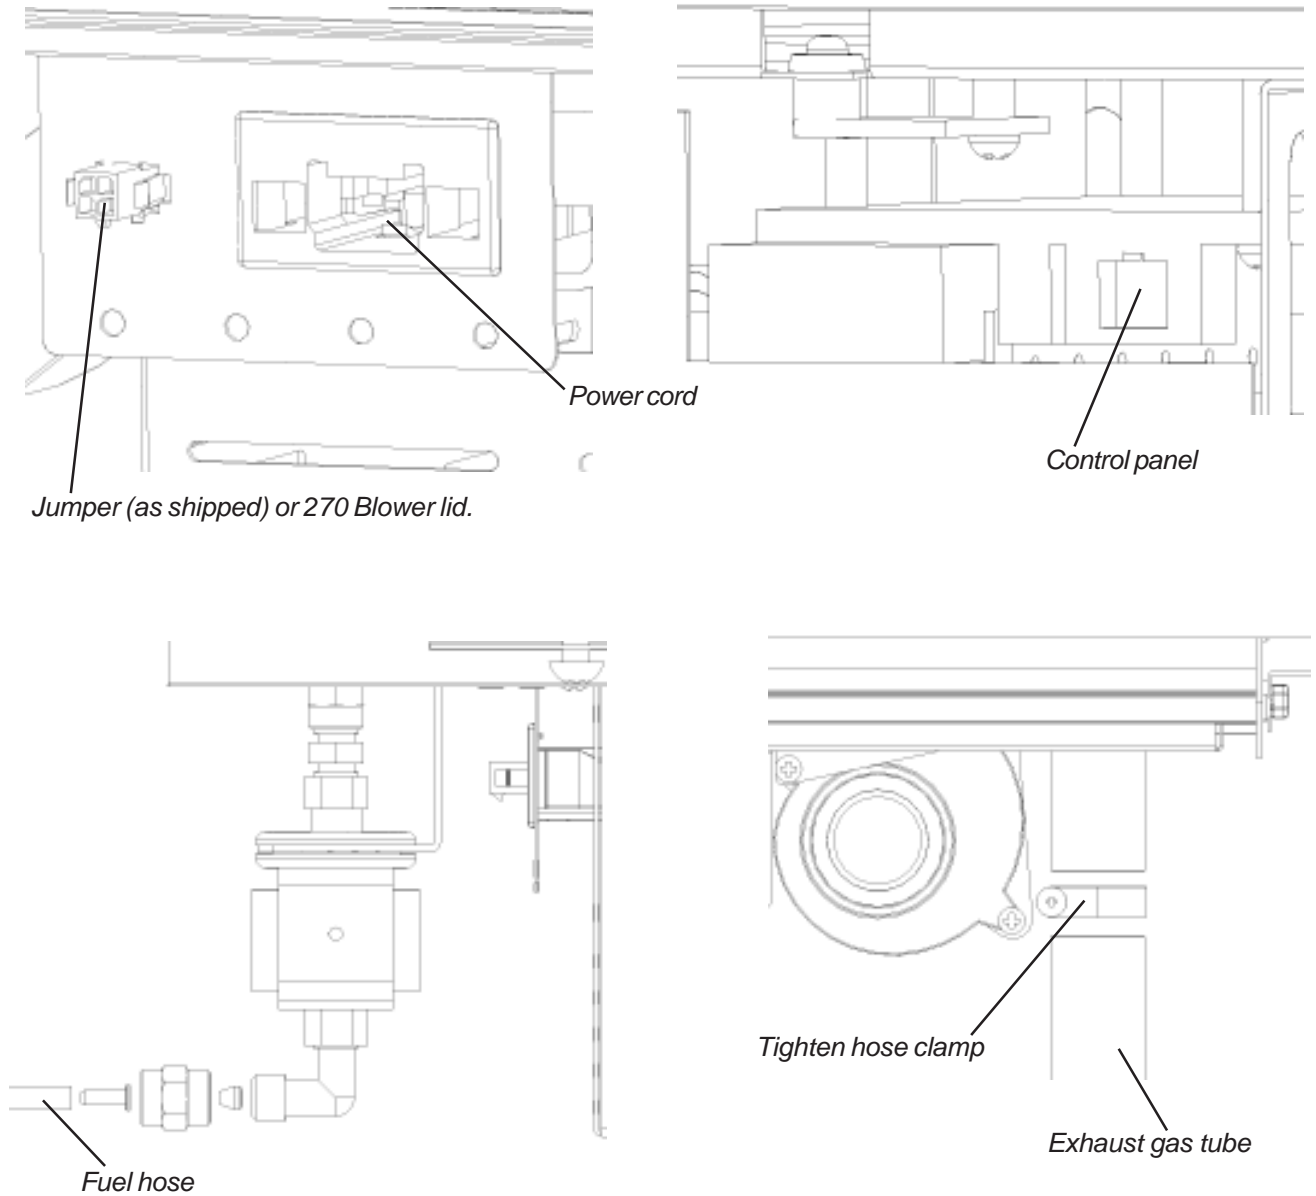 Power cord
Control panel
Jumper (as shipped) or 270 Blower lid.
Tighten hose clamp
Exhaust gas tube
Fuel hose